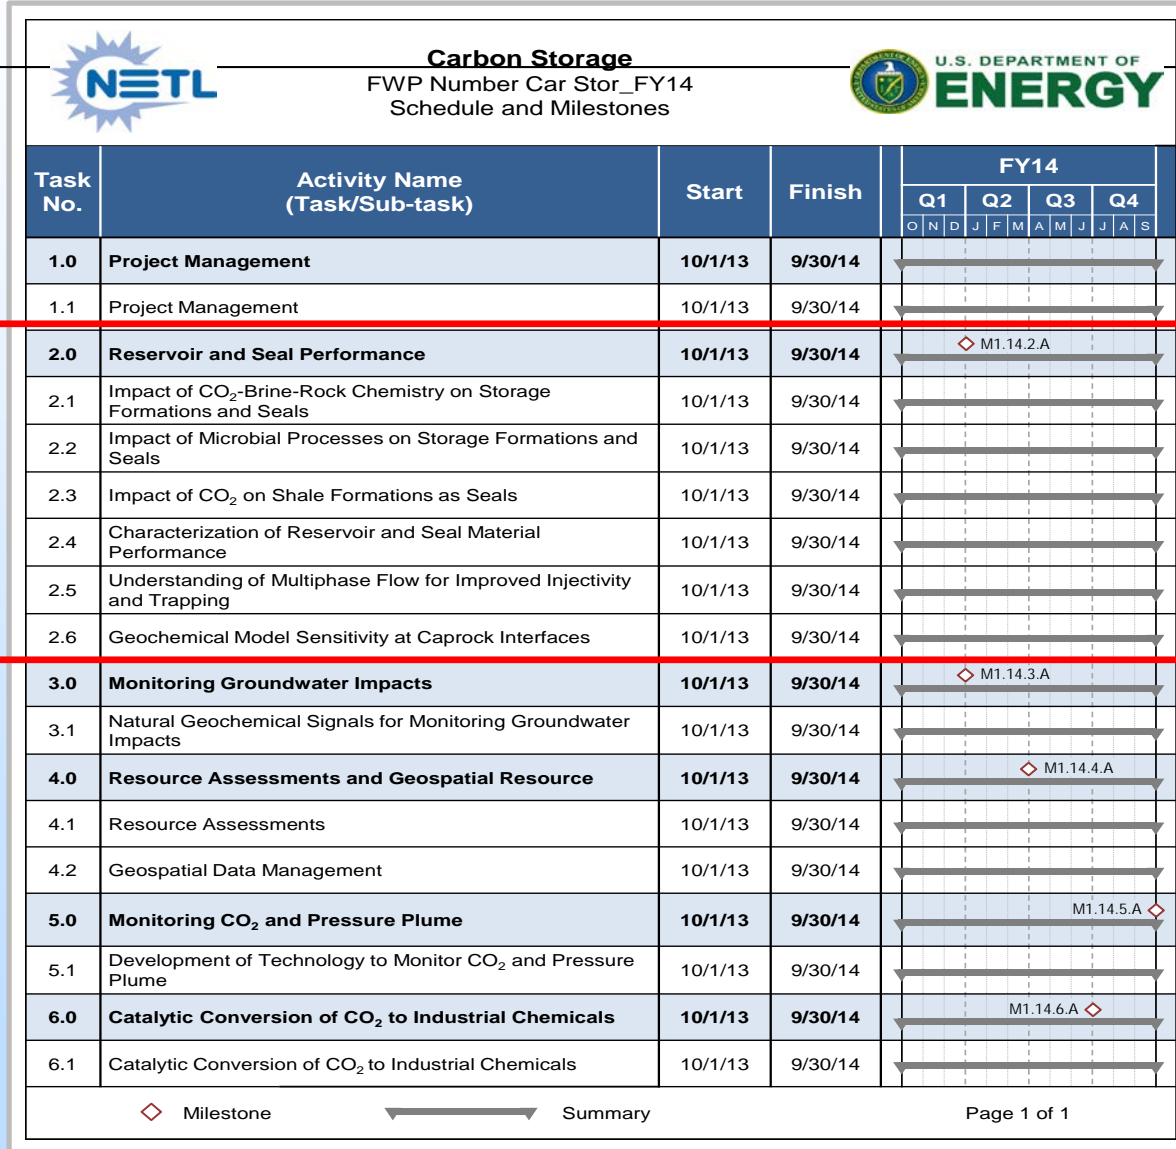 NETL
Carbon Storage
FWP Number Car Stor_FY14
Schedule and Milestones
U.S. DEPARTMENT OF
ENERGY
Task No.
Activity Name
(Task/Sub-task)
Start
Finish
FY14
Q1 Q2 Q3 Q4
O N D J F M A M J J A S
1.0 Project Management 10/1/13 9/30/14
1.1 Project Management 10/1/13 9/30/14
2.0 Reservoir and Seal Performance 10/1/13 9/30/14 M1.14.2.A
2.1 Impact of CO₂-Brine-Rock Chemistry on Storage
Formations and Seals 10/1/13 9/30/14
2.2 Impact of Microbial Processes on Storage Formations and
Seals 10/1/13 9/30/14
2.3 Impact of CO₂ on Shale Formations as Seals 10/1/13 9/30/14
2.4 Characterization of Reservoir and Seal Material
Performance 10/1/13 9/30/14
2.5 Understanding of Multiphase Flow for Improved Injectivity
and Trapping 10/1/13 9/30/14
2.6 Geochemical Model Sensitivity at Caprock Interfaces 10/1/13 9/30/14
3.0 Monitoring Groundwater Impacts 10/1/13 9/30/14 M1.14.3.A
3.1 Natural Geochemical Signals for Monitoring Groundwater
Impacts 10/1/13 9/30/14
4.0 Resource Assessments and Geospatial Resource 10/1/13 9/30/14 M1.14.4.A
4.1 Resource Assessments 10/1/13 9/30/14
4.2 Geospatial Data Management 10/1/13 9/30/14
5.0 Monitoring CO₂ and Pressure Plume 10/1/13 9/30/14 M1.14.5.A
5.1 Development of Technology to Monitor CO₂ and Pressure
Plume 10/1/13 9/30/14
6.0 Catalytic Conversion of CO₂ to Industrial Chemicals 10/1/13 9/30/14 M1.14.6.A
6.1 Catalytic Conversion of CO₂ to Industrial Chemicals 10/1/13 9/30/14
Milestone Summary Page 1 of 1